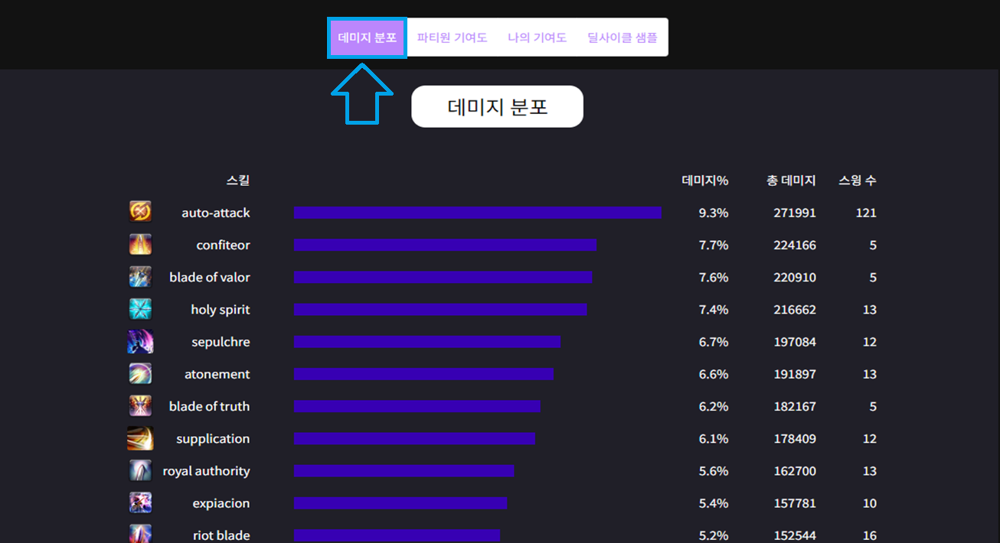 데미지 분포 파티원 기여도 나의 기여도 딜사이클 샘플
데미지 분포
스킬 데미지% 총 데미지 스윙 수
auto-attack 9.3% 271991 121
confiteor 7.7% 224166 5
blade of valor 7.6% 220910 5
holy spirit 7.4% 216662 13
sepulchre 6.7% 197084 12
atonement 6.6% 191897 13
blade of truth 6.2% 182167 5
supplication 6.1% 178409 12
royal authority 5.6% 162700 13
expiacion 5.4% 157781 10
riot blade 5.2% 152544 16